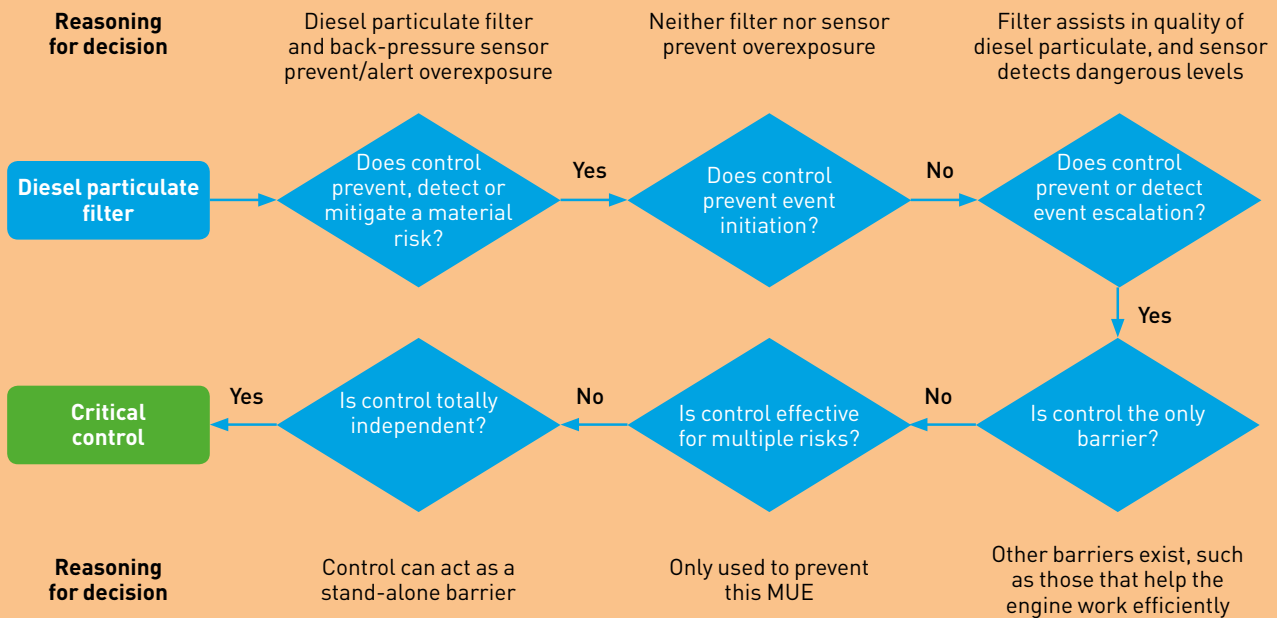 Reasoning
for decision
Diesel particulate filter
and back-pressure sensor
prevent/alert overexposure
Neither filter nor sensor
prevent overexposure
Filter assists in quality of
diesel particulate, and sensor
detects dangerous levels
Diesel particulate
filter
Does control
prevent, detect or
mitigate a material
risk?
Yes
Does control
prevent event
initiation?
No
Does control
prevent or detect
event escalation?
Yes
Critical
control
Yes
Is control totally
independent?
No
Is control effective
for multiple risks?
No
Is control the only
barrier?
Reasoning
for decision
Control can act as a
stand-alone barrier
Only used to prevent
this MUE
Other barriers exist, such
as those that help the
engine work efficiently